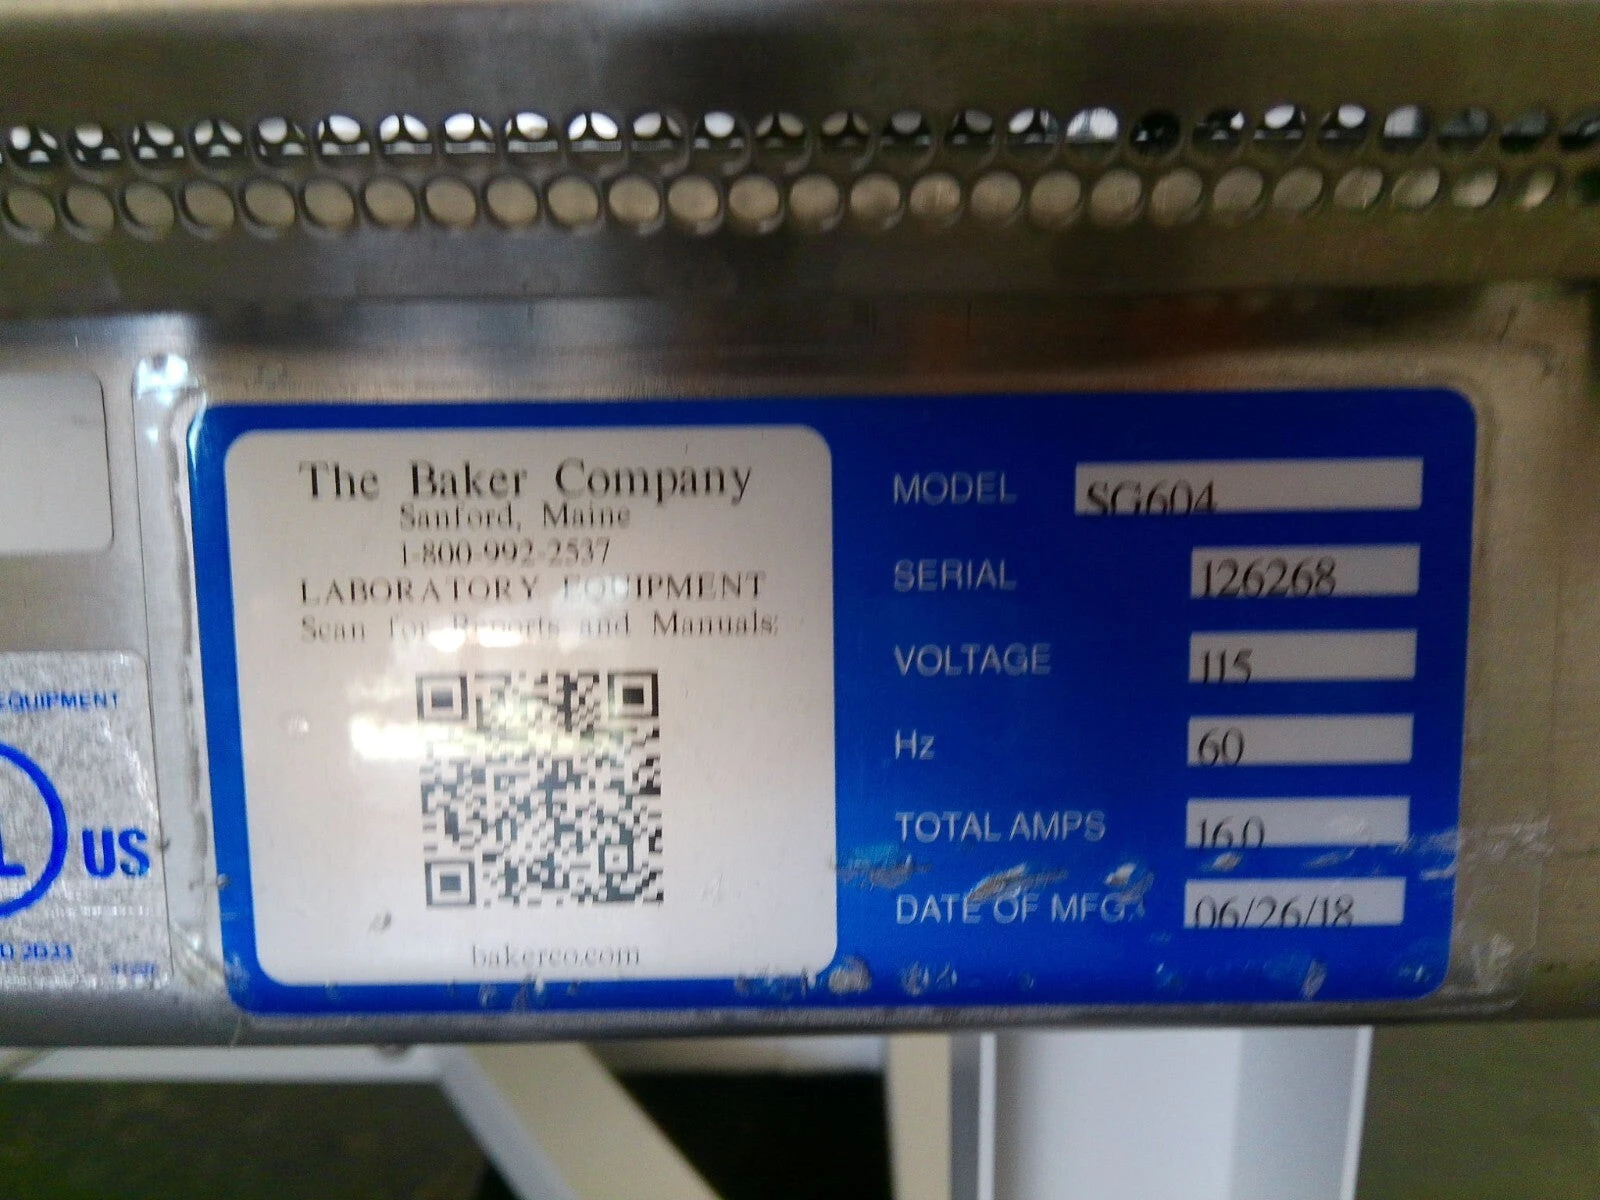 The Baker Company
Sanford, Maine
1-800-992-2537
LABORATORY EQUIPMENT
Scan for Reports and Manuals:
bakerco.com
MODEL SG604
SERIAL 126268
VOLTAGE 115
Hz 60
TOTAL AMPS 16.0
DATE OF MFG. 06/26/18
EQUIPMENT
L US